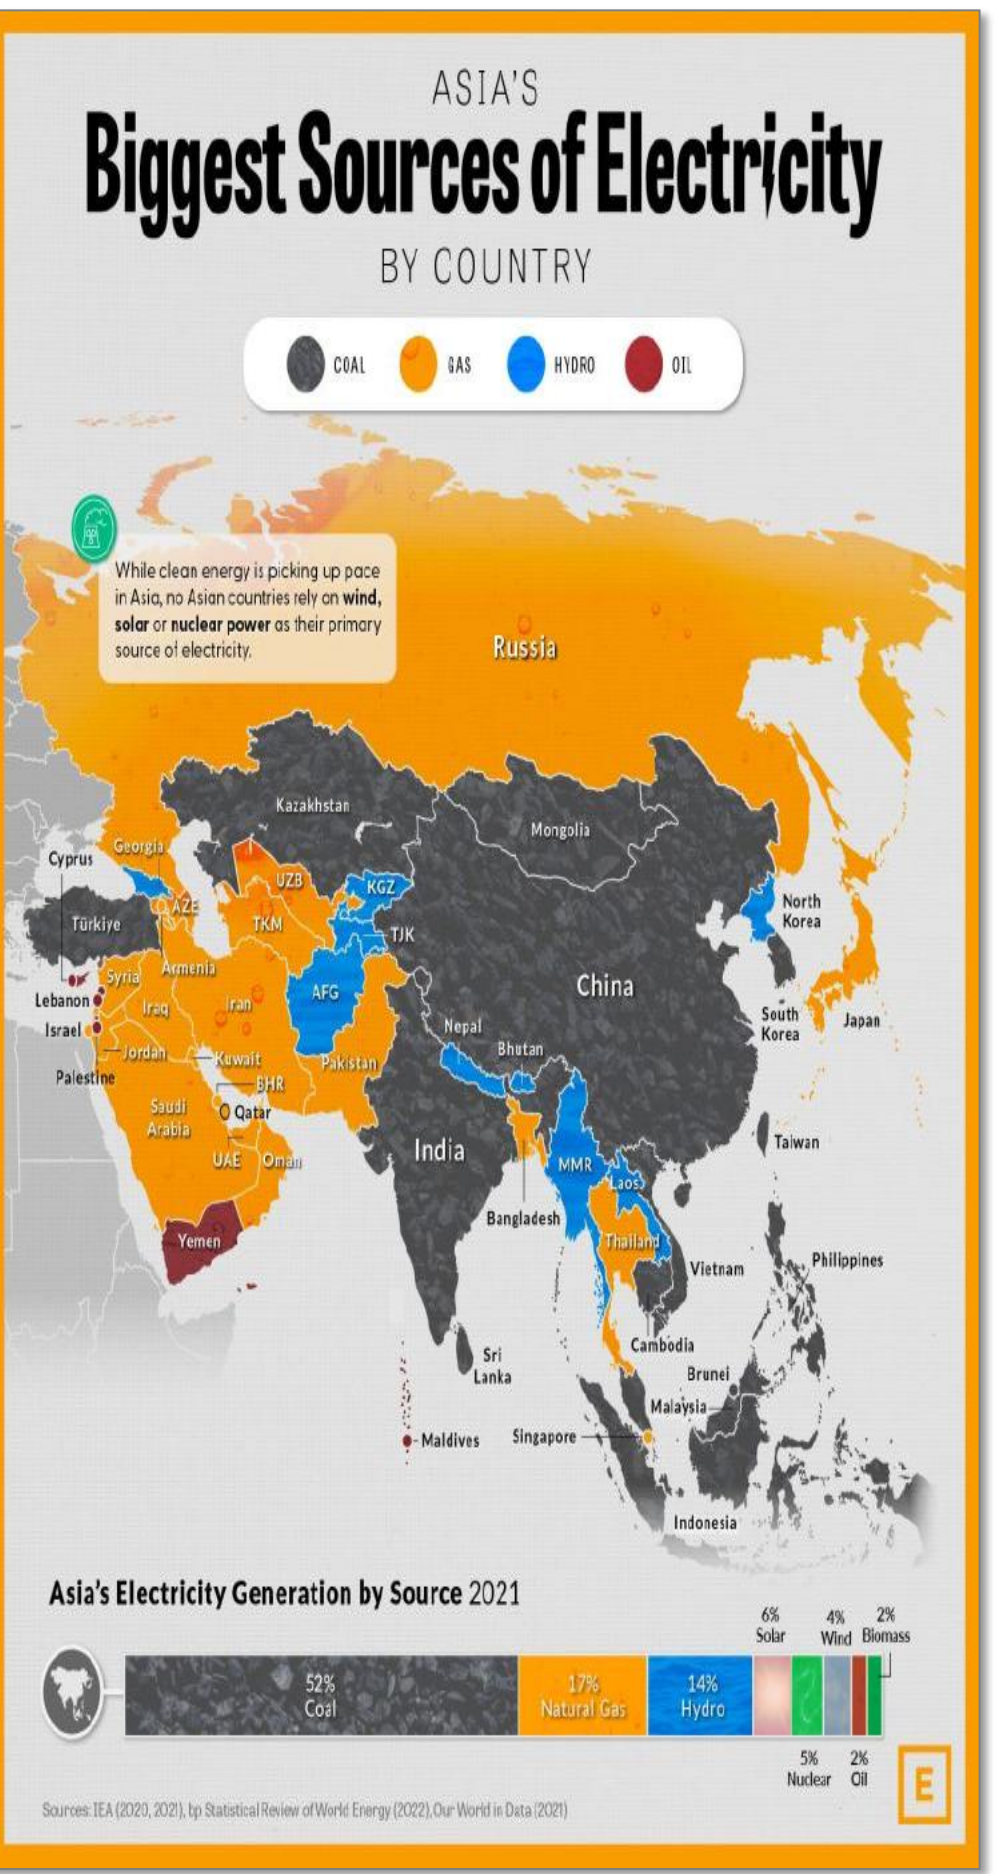 ASIA'S
Biggest Sources of Electricity
BY COUNTRY
COAL
GAS
HYDRO
OIL
While clean energy is picking up pace
in Asia, no Asian countries rely on wind,
solar or nuclear power as their primary
source of electricity.
Russia
Kazakhstan
Mongolia
Georgia
Cyprus
UZB
KGZ
North
Korea
AZE
Türkiye
TKM
TJK
Armenia
Syria
China
Lebanon
Iraq
Iran
AFG
South
Korea
Japan
Israel
Nepal
Jordan
Kuwait
Pakistan
Bhutan
Palestine
BHR
Saudi
Arabia
Qatar
India
Taiwan
UAE
Oman
MMR
Laos
Bangladesh
Yemen
Thailand
Vietnam
Philippines
Cambodia
Sri
Lanka
Brunei
Malaysia
Maldives
Singapore
Indonesia
Asia's Electricity Generation by Source 2021
6%
Solar
4%
Wind
2%
Biomass
52%
Coal
17%
Natural Gas
14%
Hydro
5%
Nuclear
2%
Oil
E
Sources: IEA (2020, 2021), bp Statistical Review of World Energy (2022), Our World in Data (2021)